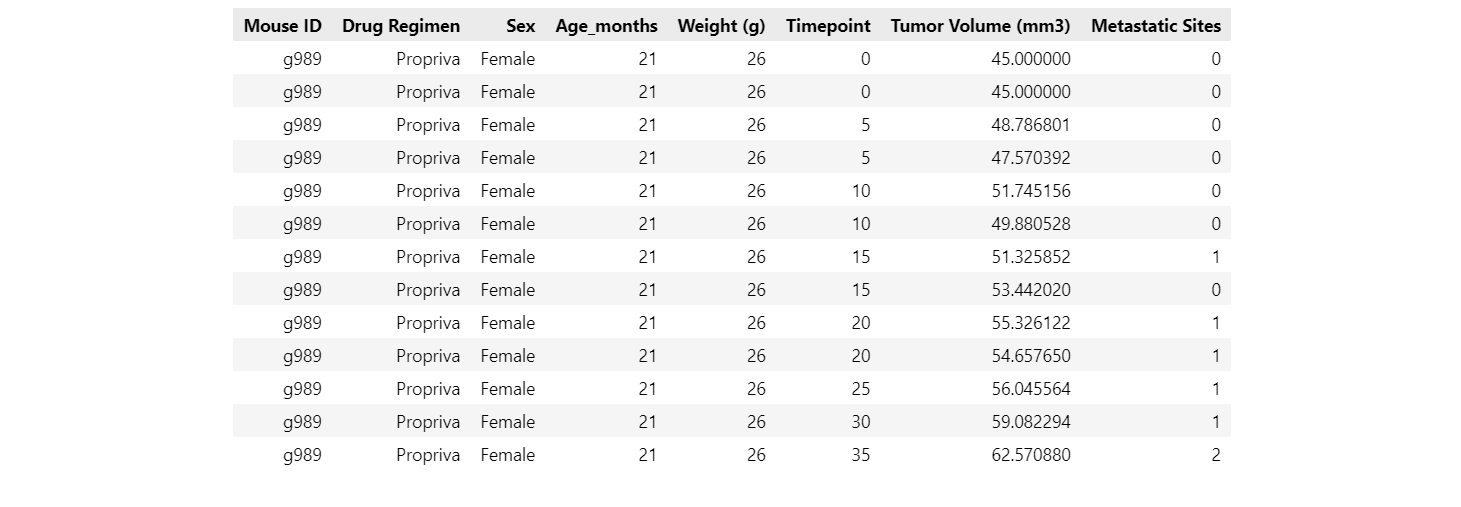 Mouse ID Drug Regimen Sex Age_months Weight (g) Timepoint Tumor Volume (mm3) Metastatic Sites
g989 Propriva Female 21 26 0 45.000000 0
g989 Propriva Female 21 26 0 45.000000 0
g989 Propriva Female 21 26 5 48.786801 0
g989 Propriva Female 21 26 5 47.570392 0
g989 Propriva Female 21 26 10 51.745156 0
g989 Propriva Female 21 26 10 49.880528 0
g989 Propriva Female 21 26 15 51.325852 1
g989 Propriva Female 21 26 15 53.442020 0
g989 Propriva Female 21 26 20 55.326122 1
g989 Propriva Female 21 26 20 54.657650 1
g989 Propriva Female 21 26 25 56.045564 1
g989 Propriva Female 21 26 30 59.082294 1
g989 Propriva Female 21 26 35 62.570880 2